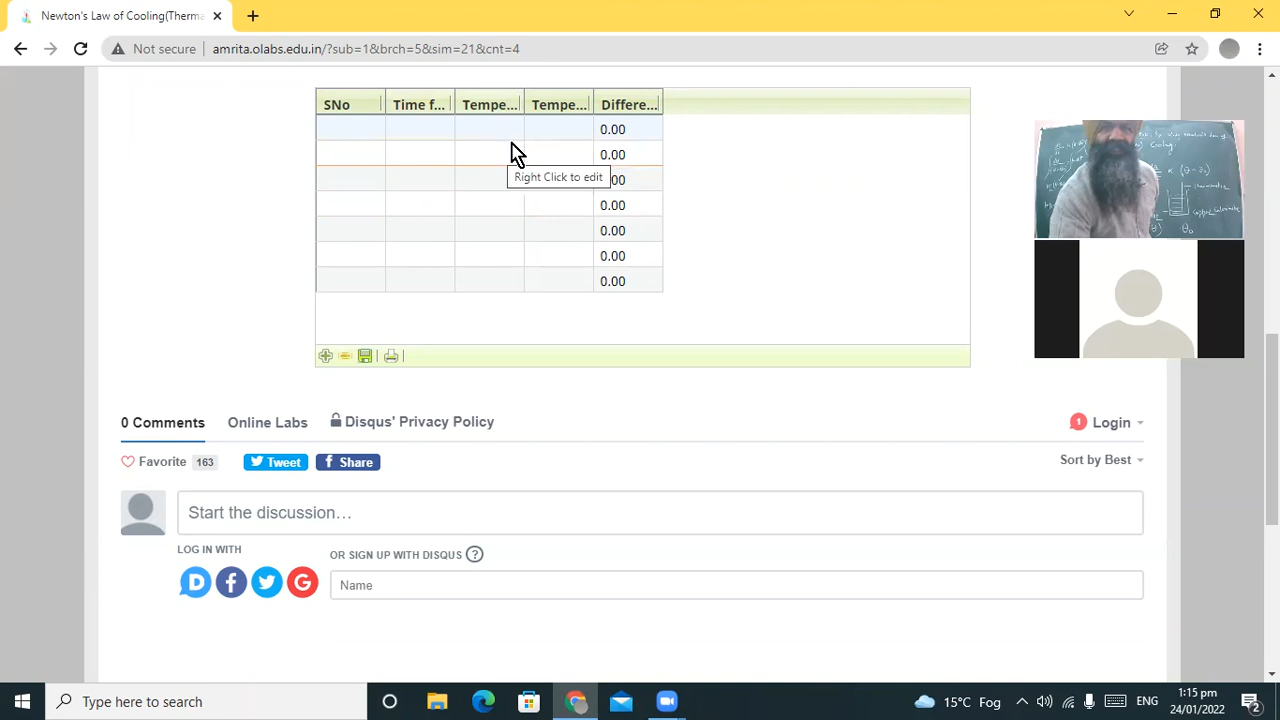 Newton's Law of Cooling(Therma
Not secure
amrita.olabs.edu.in/?sub=1&brch=5&sim=21&cnt=4
SNo Time f... Tempe... Tempe... Differe...
0.00
0.00
Right Click to edit
.00
0.00
0.00
0.00
0.00
0 Comments Online Labs Disqus' Privacy Policy
1 Login
Favorite 163 Tweet Share
Sort by Best
Start the discussion…
LOG IN WITH
OR SIGN UP WITH DISQUS ?
Name
Type here to search
15°C Fog
ENG
1:15 pm
24/01/2022
2